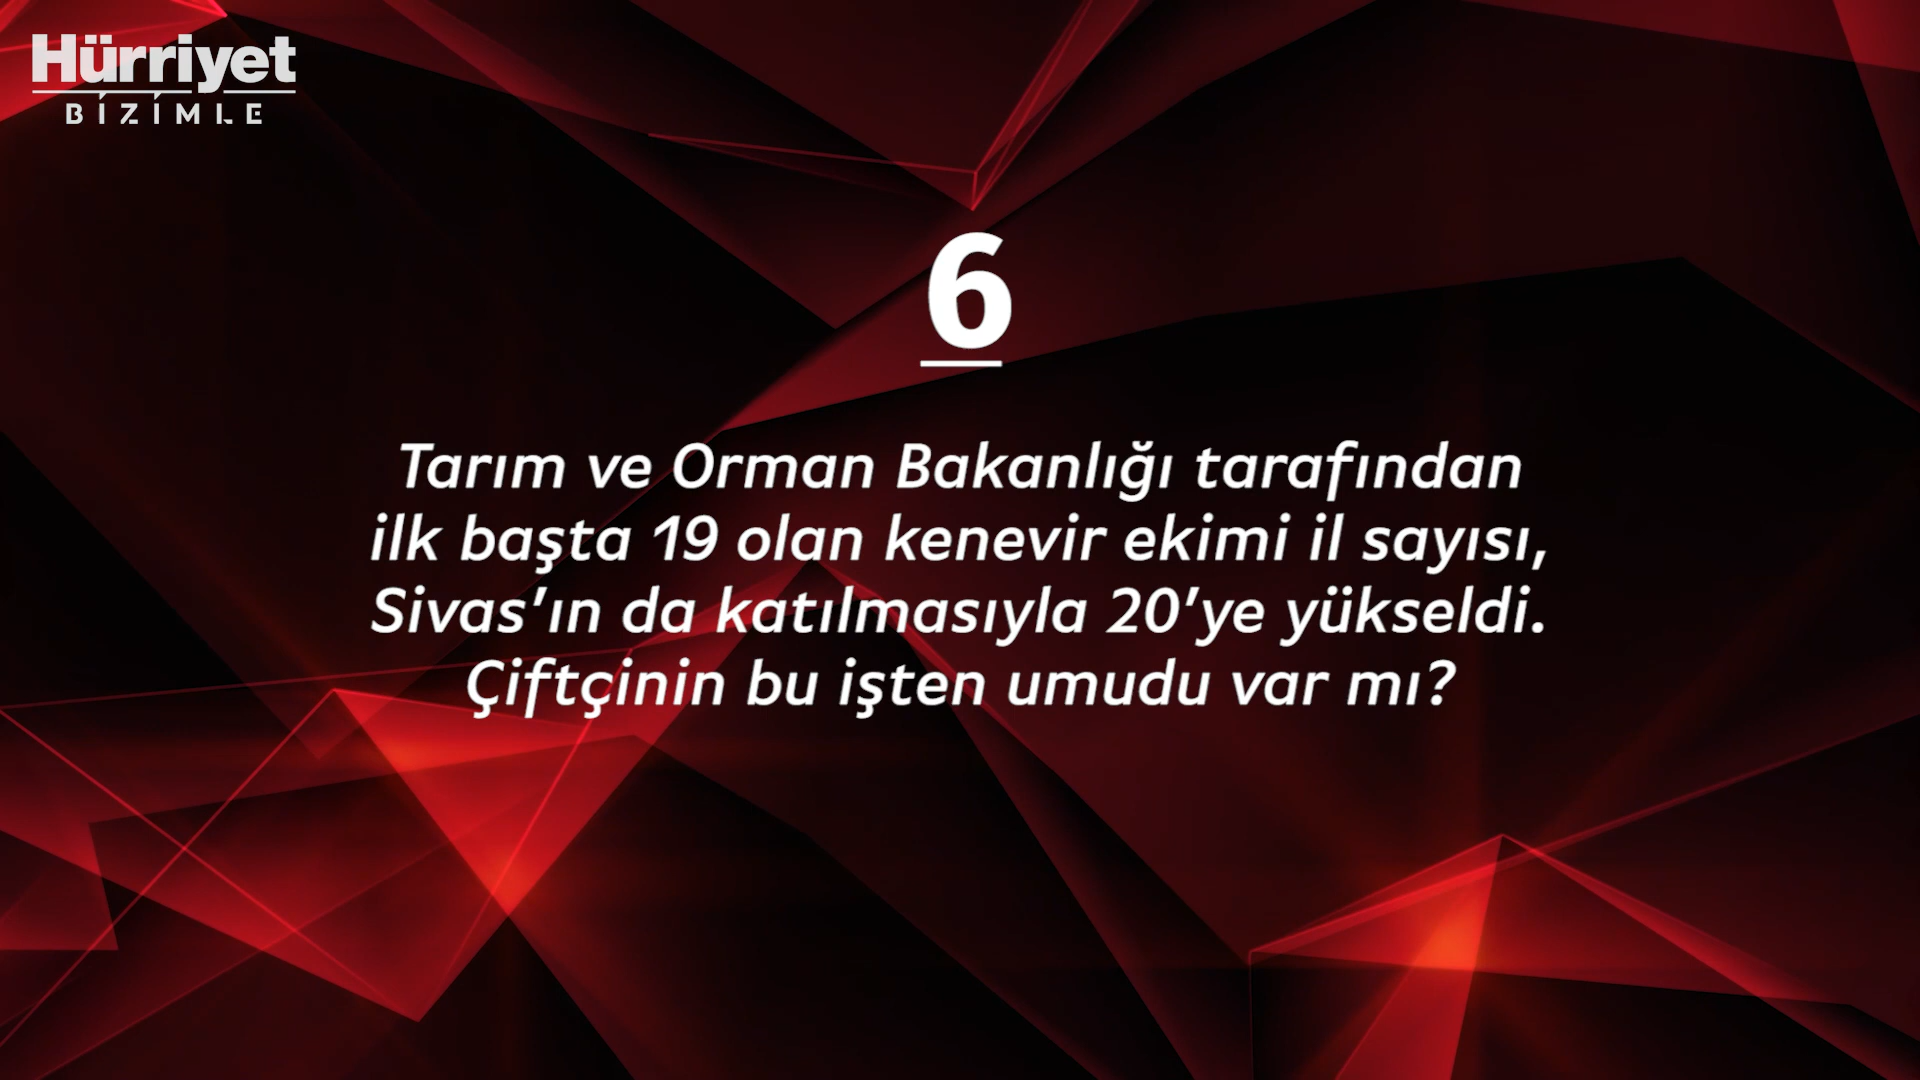 Hürriyet
BİZİMLE
6
Tarım ve Orman Bakanlığı tarafından
ilk başta 19 olan kenevir ekimi il sayısı,
Sivas’ın da katılmasıyla 20’ye yükseldi.
Çiftçinin bu işten umudu var mı?